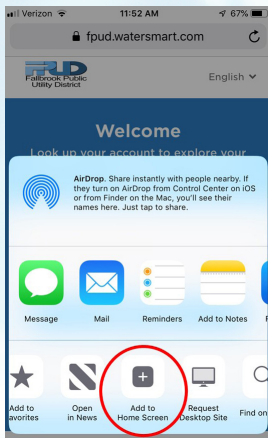 Verizon 11:52 AM 67%
fpud.watersmart.com
FPUD
Fallbrook Public
Utility District
English
Welcome
Look up your account to explore your
AirDrop. Share instantly with people nearby. If
they turn on AirDrop from Control Center on iOS
or from Finder on the Mac, you'll see their
names here. Just tap to share.
Message Mail Reminders Add to Notes
Add to Open Add to Request Find on
avorites in News Home Screen Desktop Site